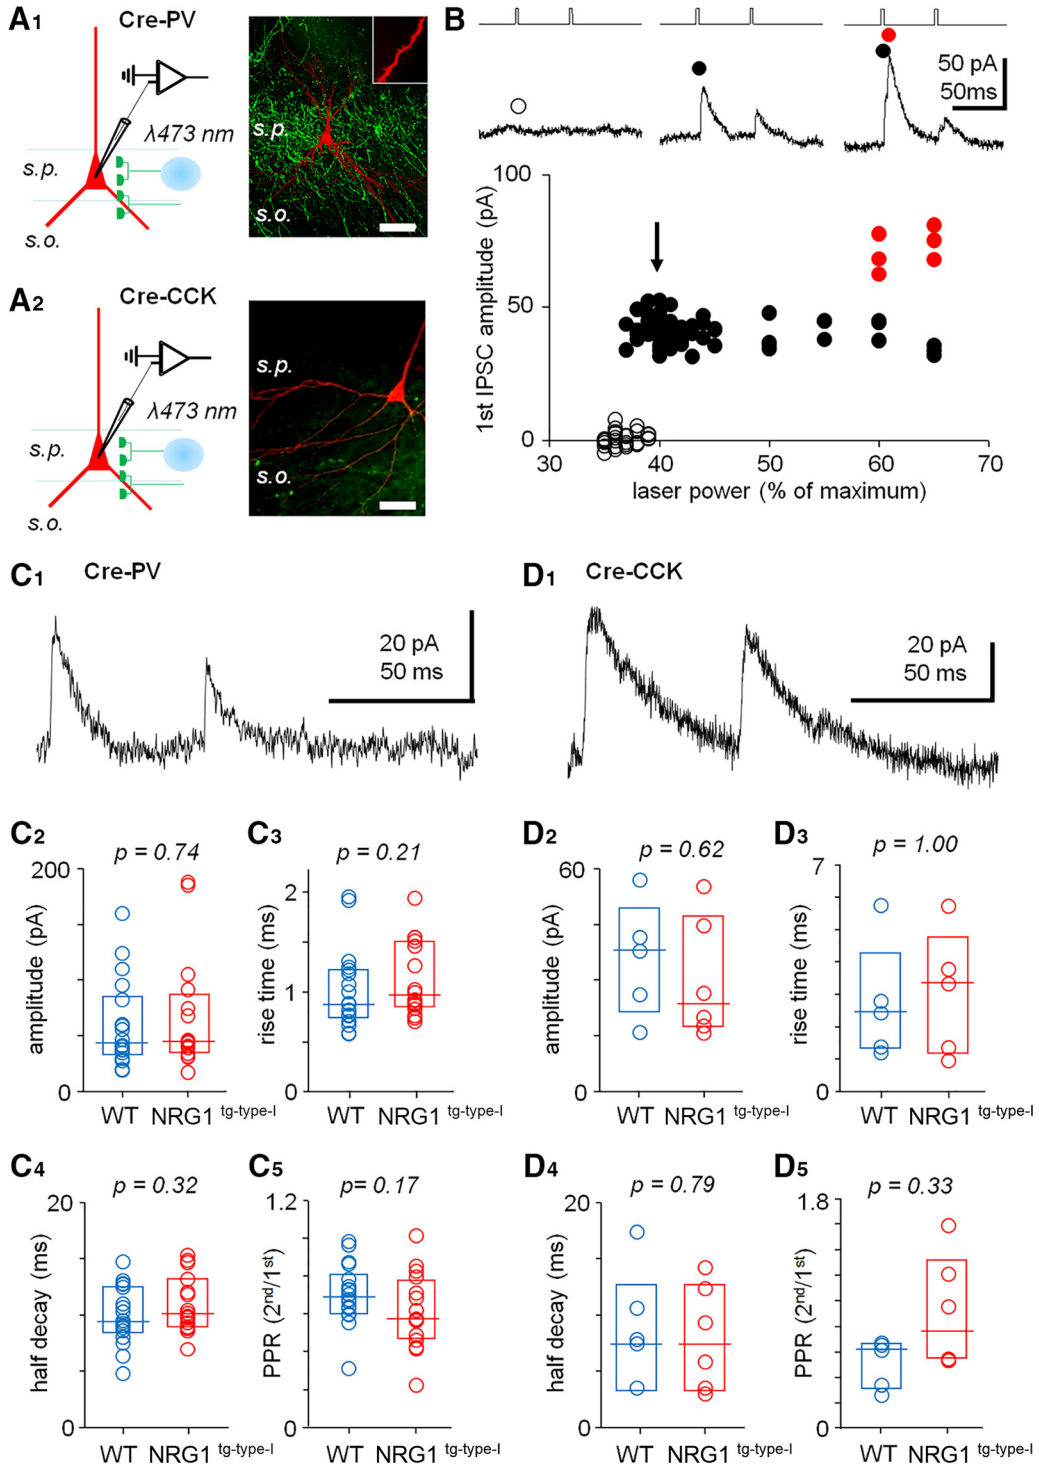 A1 Cre-PV
λ473 nm
s.p.
s.o.
s.p.
s.o.
A2 Cre-CCK
λ473 nm
s.p.
s.o.
s.p.
s.o.
B
50 pA
50ms
1st IPSC amplitude (pA)
100
50
0
30 40 50 60 70
laser power (% of maximum)
C1 Cre-PV
20 pA
50 ms
D1 Cre-CCK
20 pA
50 ms
C2
p = 0.74
amplitude (pA)
200
0
WT NRG1 tg-type-I
C3
p = 0.21
rise time (ms)
2
1
0
WT NRG1 tg-type-I
D2
p = 0.62
amplitude (pA)
60
0
WT NRG1 tg-type-I
D3
p = 1.00
rise time (ms)
7
0
WT NRG1 tg-type-I
C4
p = 0.32
half decay (ms)
20
0
WT NRG1 tg-type-I
C5
p= 0.17
PPR (2nd/1st)
1.2
0
WT NRG1 tg-type-I
D4
p = 0.79
half decay (ms)
20
0
WT NRG1 tg-type-I
D5
p = 0.33
PPR (2nd/1st)
1.8
0
WT NRG1 tg-type-I